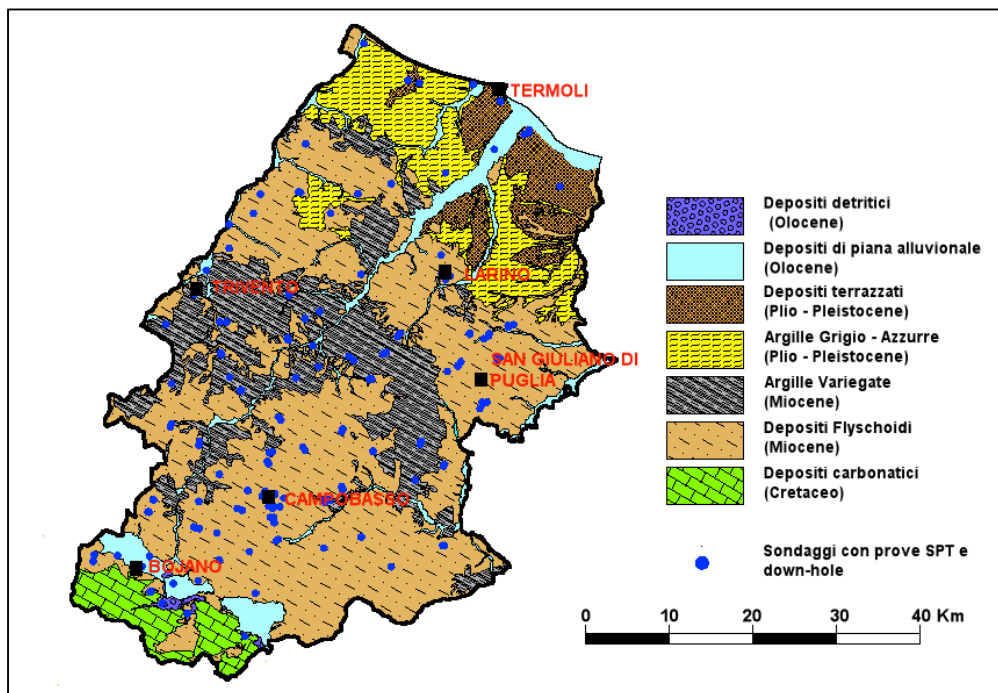 TERMOLI
LARINO
TRIVENTO
SAN GIULIANO DI
PUGLIA
CAMPOBASSO
BOJANO
Depositi detritici
(Olocene)
Depositi di piana alluvionale
(Olocene)
Depositi terrazzati
(Plio - Pleistocene)
Argille Grigio - Azzurre
(Plio - Pleistocene)
Argille Variegate
(Miocene)
Depositi Flyschoidi
(Miocene)
Depositi carbonatici
(Cretaceo)
Sondaggi con prove SPT e
down-hole
0 10 20 30 40 Km